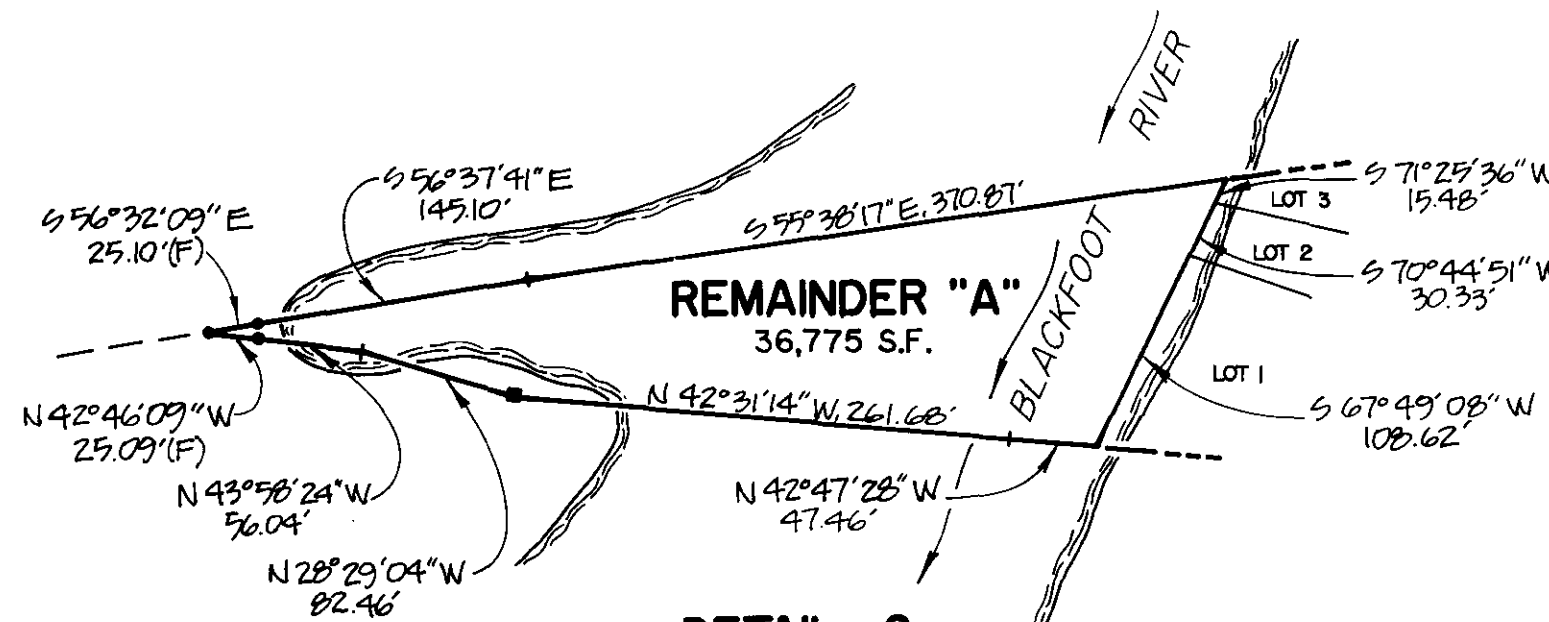 RIVER
S 56°37'41" E
145.10'
S 71°25'36" W
15.48'
LOT 3
S 56°32'09" E
25.10'(F)
S 55°38'17" E, 370.87'
LOT 2
S 70°44'51" W
30.33'
REMAINDER "A"
36,775 S.F.
BLACKFOOT
LOT 1
N 42°46'09" W
25.09'(F)
N 42°31'14" W, 261.68'
S 67°49'08" W
108.62'
N 43°58'24" W
56.04'
N 42°47'28" W
47.46'
N 28°29'04" W
82.46'